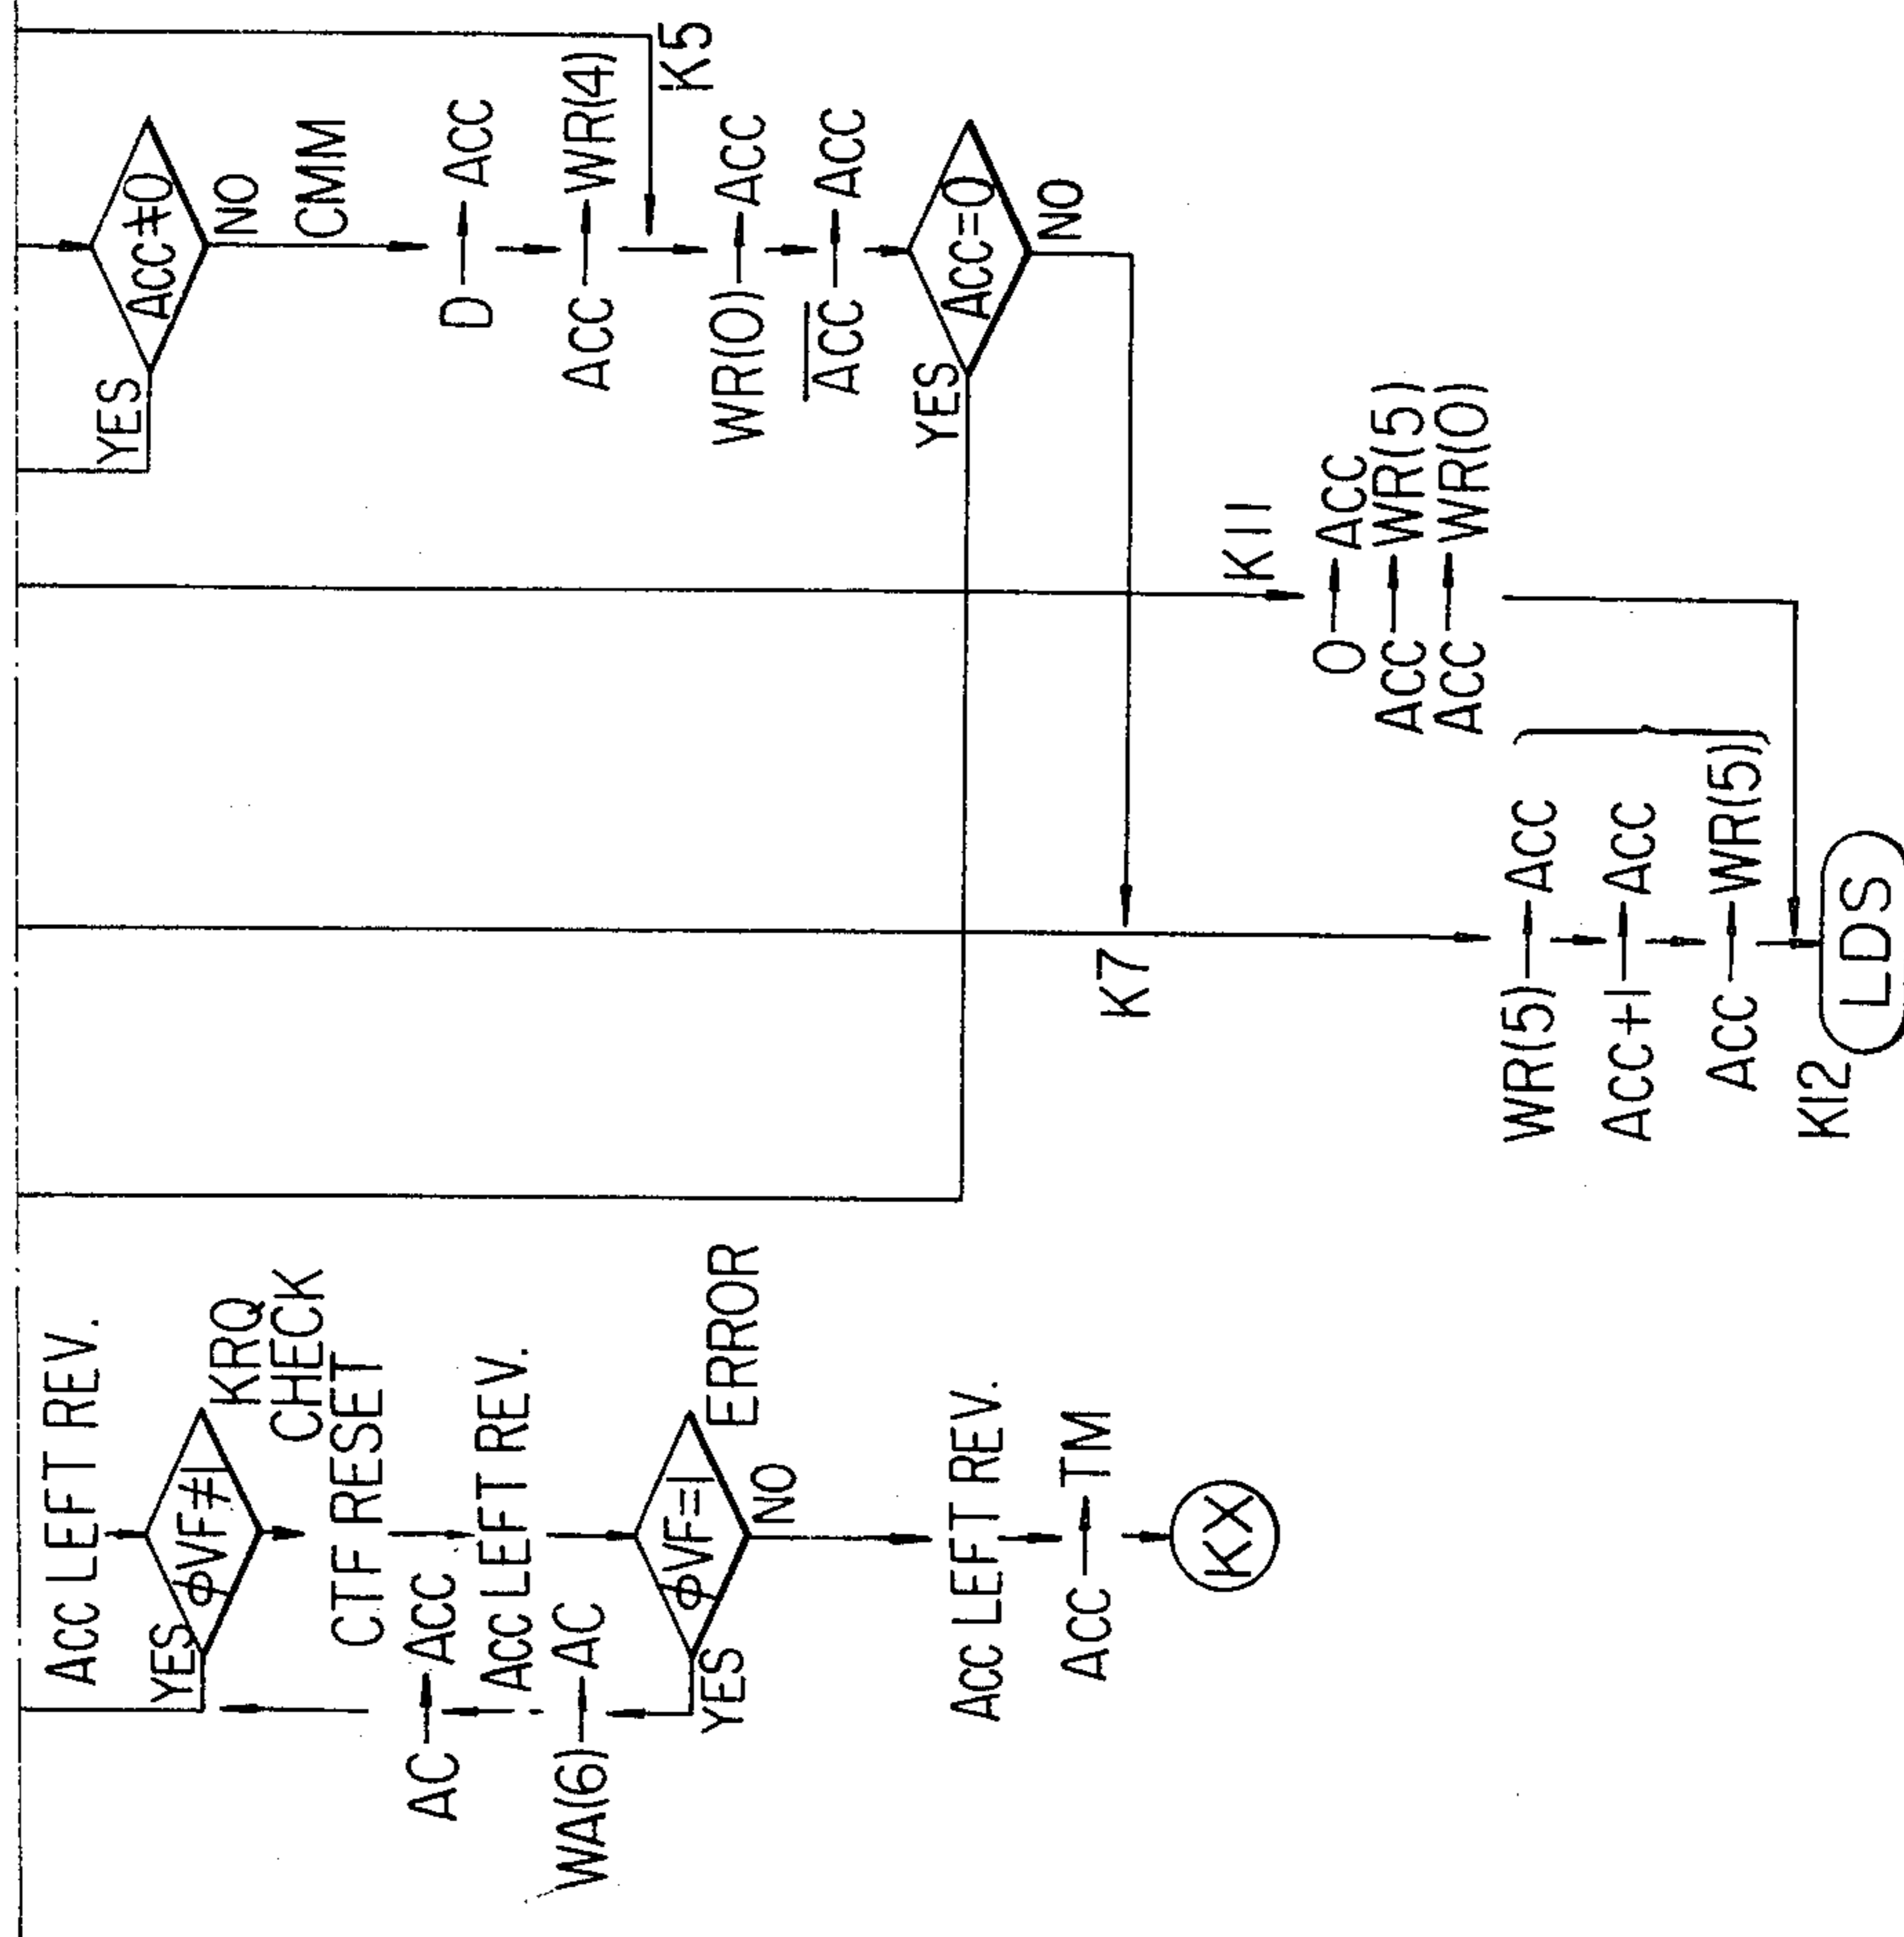 ACC LEFT REV.
φVF≠1
YES
KRQ
CHECK
CTF RESET
AC → ACC
ACC LEFT REV.
WA(6) → AC
φVF=1
YES
ERROR
NO
ACC LEFT REV.
ACC → TM
KX
ACC≠0
YES
NO
CMM
D → ACC
ACC → WR(4)
K5
WR(0) → ACC
A̅C̅C̅ → ACC
ACC=0
YES
NO
K7
K11
0 → ACC
ACC → WR(5)
ACC → WR(0)
WR(5) → ACC
ACC+1 → ACC
ACC → WR(5)
K12
LDS